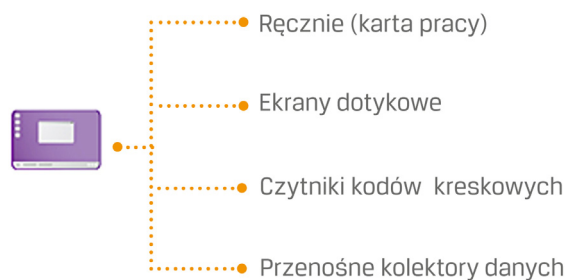 Ręcznie (karta pracy)
Ekrany dotykowe
Czytniki kodów kreskowych
Przenośne kolektory danych